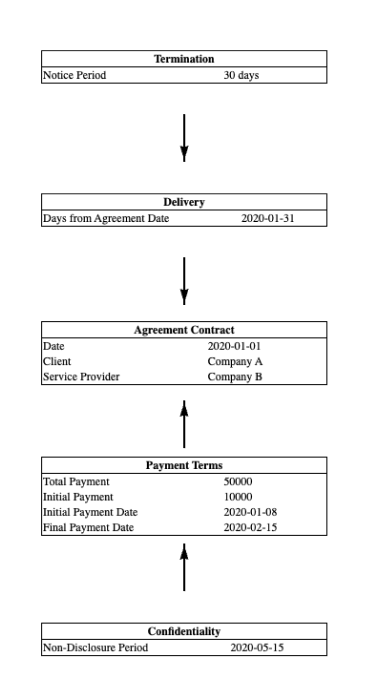 Termination
Notice Period 30 days
Delivery
Days from Agreement Date 2020-01-31
Agreement Contract
Date 2020-01-01
Client Company A
Service Provider Company B
Payment Terms
Total Payment 50000
Initial Payment 10000
Initial Payment Date 2020-01-08
Final Payment Date 2020-02-15
Confidentiality
Non-Disclosure Period 2020-05-15